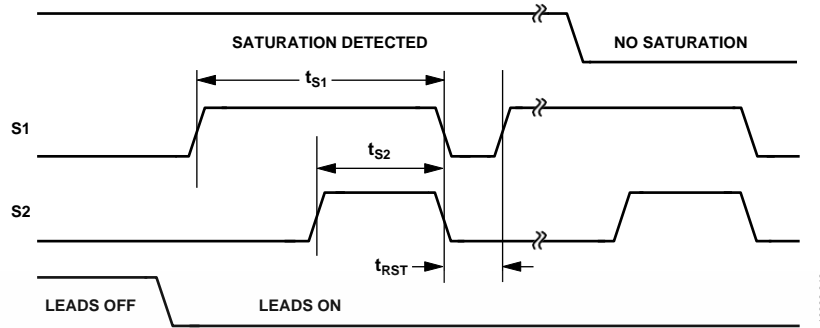 SATURATION DETECTED
NO SATURATION
tS1
S1
tS2
S2
tRST
LEADS OFF
LEADS ON